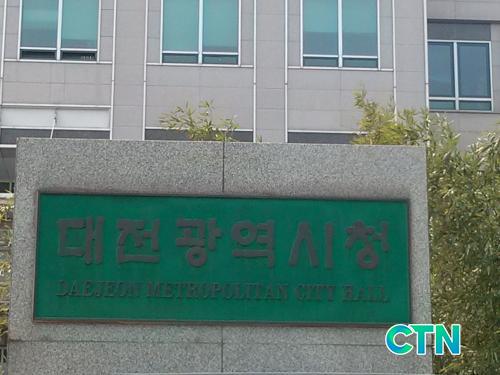 대전광역시청
DAEJEON METROPOLITAN CITY HALL
CTN